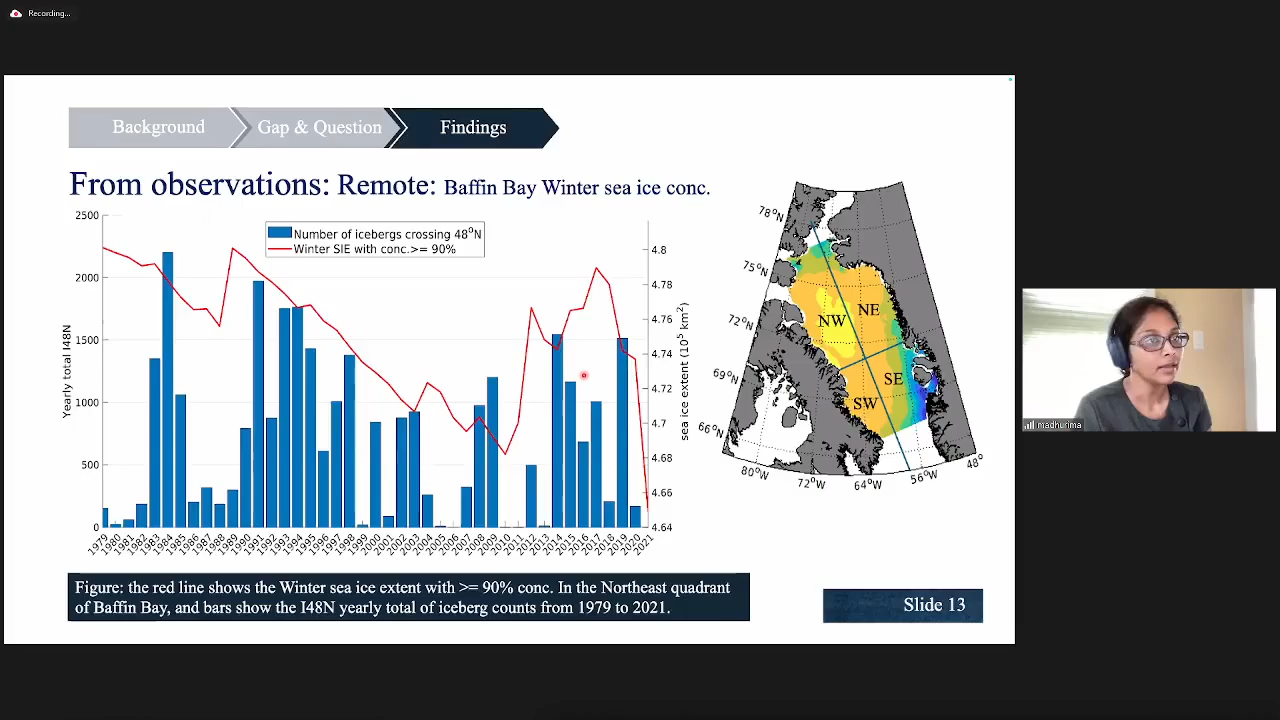 Recording...
Background
Gap & Question
Findings
From observations: Remote: Baffin Bay Winter sea ice conc.
2500
2000
1500
1000
500
0
Yearly total I48N
Number of icebergs crossing 48°N
Winter SIE with conc.>= 90%
4.8
4.78
4.76
4.74
4.72
4.7
4.68
4.66
4.64
sea ice extent (10⁵ km²)
1979 1980 1981 1982 1983 1984 1985 1986 1987 1988 1989 1990 1991 1992 1993 1994 1995 1996 1997 1998 1999 2000 2001 2002 2003 2004 2005 2006 2007 2008 2009 2010 2011 2012 2013 2014 2015 2016 2017 2018 2019 2020 2021
78°N
75°N
72°N
69°N
66°N
80°W
72°W
64°W
56°W
48°
NW
NE
SE
SW
madhurima
Figure: the red line shows the Winter sea ice extent with >= 90% conc. In the Northeast quadrant
of Baffin Bay, and bars show the I48N yearly total of iceberg counts from 1979 to 2021.
Slide 13